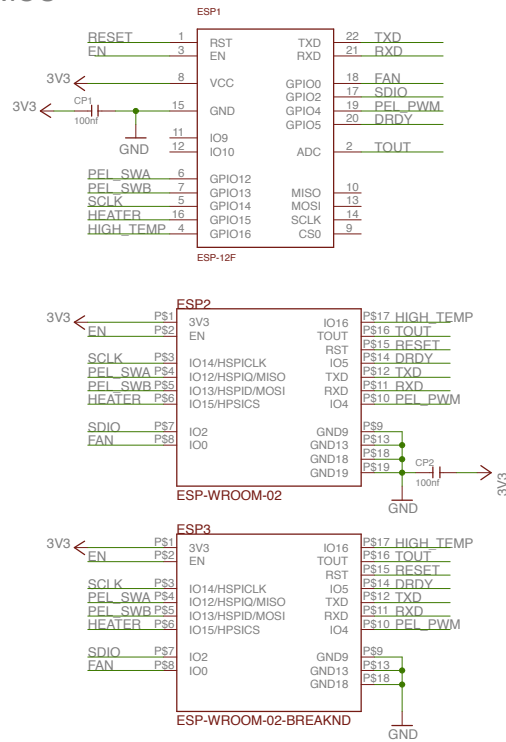 ESP1
RESET 1 RST TXD 22 TXD
EN 3 EN RXD 21 RXD
3V3 8 VCC GPIO0 18 FAN
GPIO2 17 SDIO
3V3 CP1 100nf 15 GND GPIO4 19 PEL_PWM
GPIO5 20 DRDY
GND
11 IO9
12 IO10 ADC 2 TOUT
PEL_SWA 6 GPIO12
PEL_SWB 7 GPIO13 MISO 10
SCLK 5 GPIO14 MOSI 13
HEATER 16 GPIO15 SCLK 14
HIGH_TEMP 4 GPIO16 CS0 9
ESP-12F
ESP2
3V3 P$1 3V3 IO16 P$17 HIGH_TEMP
EN P$2 EN TOUT P$16 TOUT
RST P$15 RESET
SCLK P$3 IO14/HSPICLK IO5 P$14 DRDY
PEL_SWA P$4 IO12/HSPIQ/MISO TXD P$12 TXD
PEL_SWB P$5 IO13/HSPID/MOSI RXD P$11 RXD
HEATER P$6 IO15/HPSICS IO4 P$10 PEL_PWM
SDIO P$7 IO2 GND9 P$9
FAN P$8 IO0 GND13 P$13
GND18 P$18
GND19 P$19 CP2 100nf 3V3
GND
ESP-WROOM-02
ESP3
3V3 P$1 3V3 IO16 P$17 HIGH_TEMP
EN P$2 EN TOUT P$16 TOUT
RST P$15 RESET
SCLK P$3 IO14/HSPICLK IO5 P$14 DRDY
PEL_SWA P$4 IO12/HSPIQ/MISO TXD P$12 TXD
PEL_SWB P$5 IO13/HSPID/MOSI RXD P$11 RXD
HEATER P$6 IO15/HPSICS IO4 P$10 PEL_PWM
SDIO P$7 IO2 GND9 P$9
FAN P$8 IO0 GND13 P$13
GND18 P$18
GND
ESP-WROOM-02-BREAKND